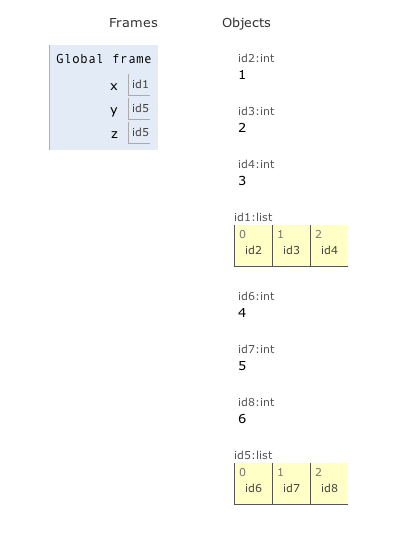 Frames Objects
Global frame
x id1
y id5
z id5
id2:int
1
id3:int
2
id4:int
3
id1:list
0 1 2
id2 id3 id4
id6:int
4
id7:int
5
id8:int
6
id5:list
0 1 2
id6 id7 id8